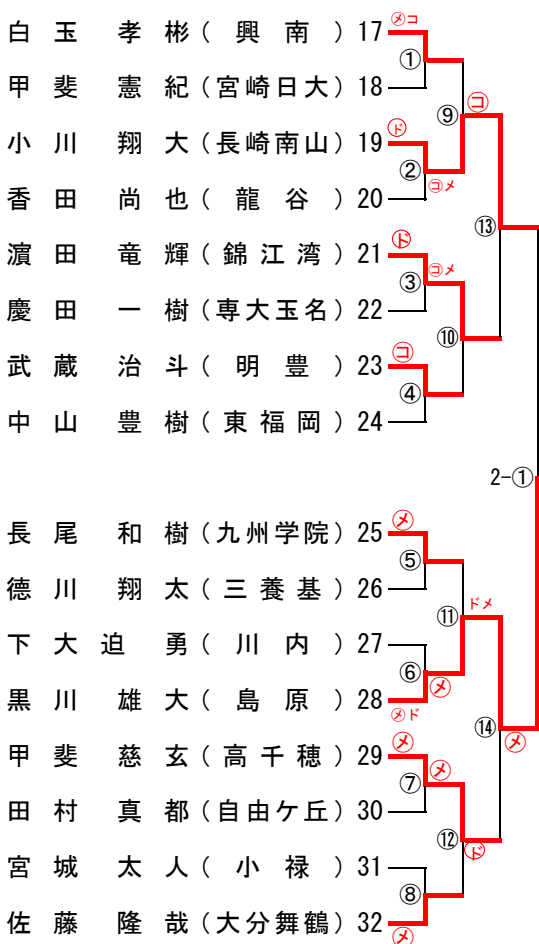 白玉 孝彬(興南)17 ㋱コ
①
甲斐 憲紀(宮崎日大)18
⑨ ㋙
小川 翔大(長崎南山)19 ㋣゙
② ㋙メ
香田 尚也(龍谷)20
⑬
濵田 竜輝(錦江湾)21 ㋣゙
③ ㋙メ
慶田 一樹(専大玉名)22
⑩
武蔵 治斗(明豊)23 ㋙
④
中山 豊樹(東福岡)24
2-①
長尾 和樹(九州学院)25 ㋱
⑤
德川 翔太(三養基)26
⑪ ドメ
下大迫 勇(川内)27
⑥ ㋱
黒川 雄大(島原)28 ㋱ド
⑭ ㋱
甲斐 慈玄(高千穂)29 ㋱
⑦ ㋱
田村 真都(自由ケ丘)30
⑫ ㋣゙
宮城 太人(小禄)31
⑧
佐藤 隆哉(大分舞鶴)32 ㋱